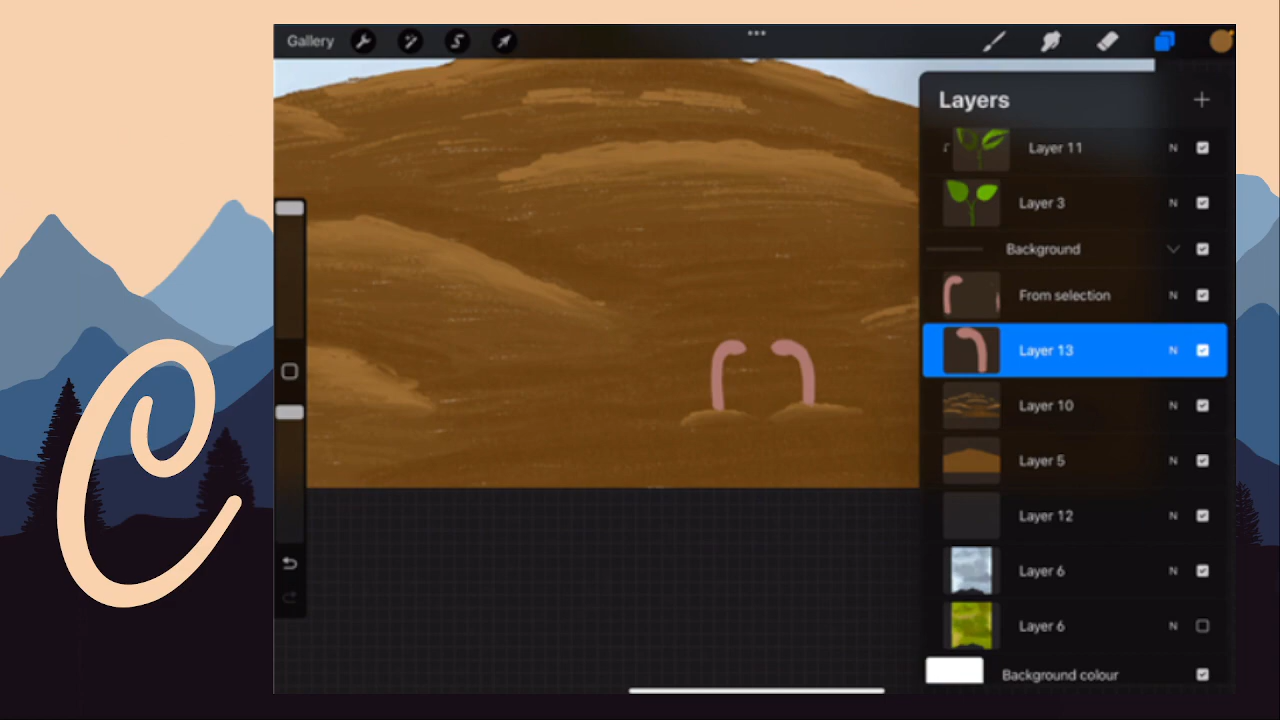 Gallery
Layers
Layer 11 N
Layer 3 N
Background
From selection N
Layer 13 N
Layer 10 N
Layer 5 N
Layer 12 N
Layer 6 N
Layer 6 N
Background colour
C